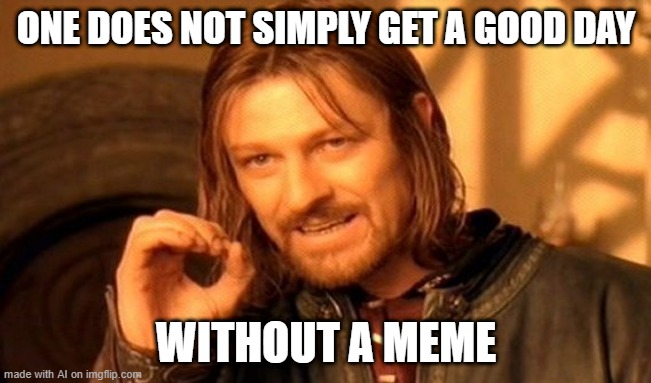 ONE DOES NOT SIMPLY GET A GOOD DAY
WITHOUT A MEME
made with AI on imgflip.com